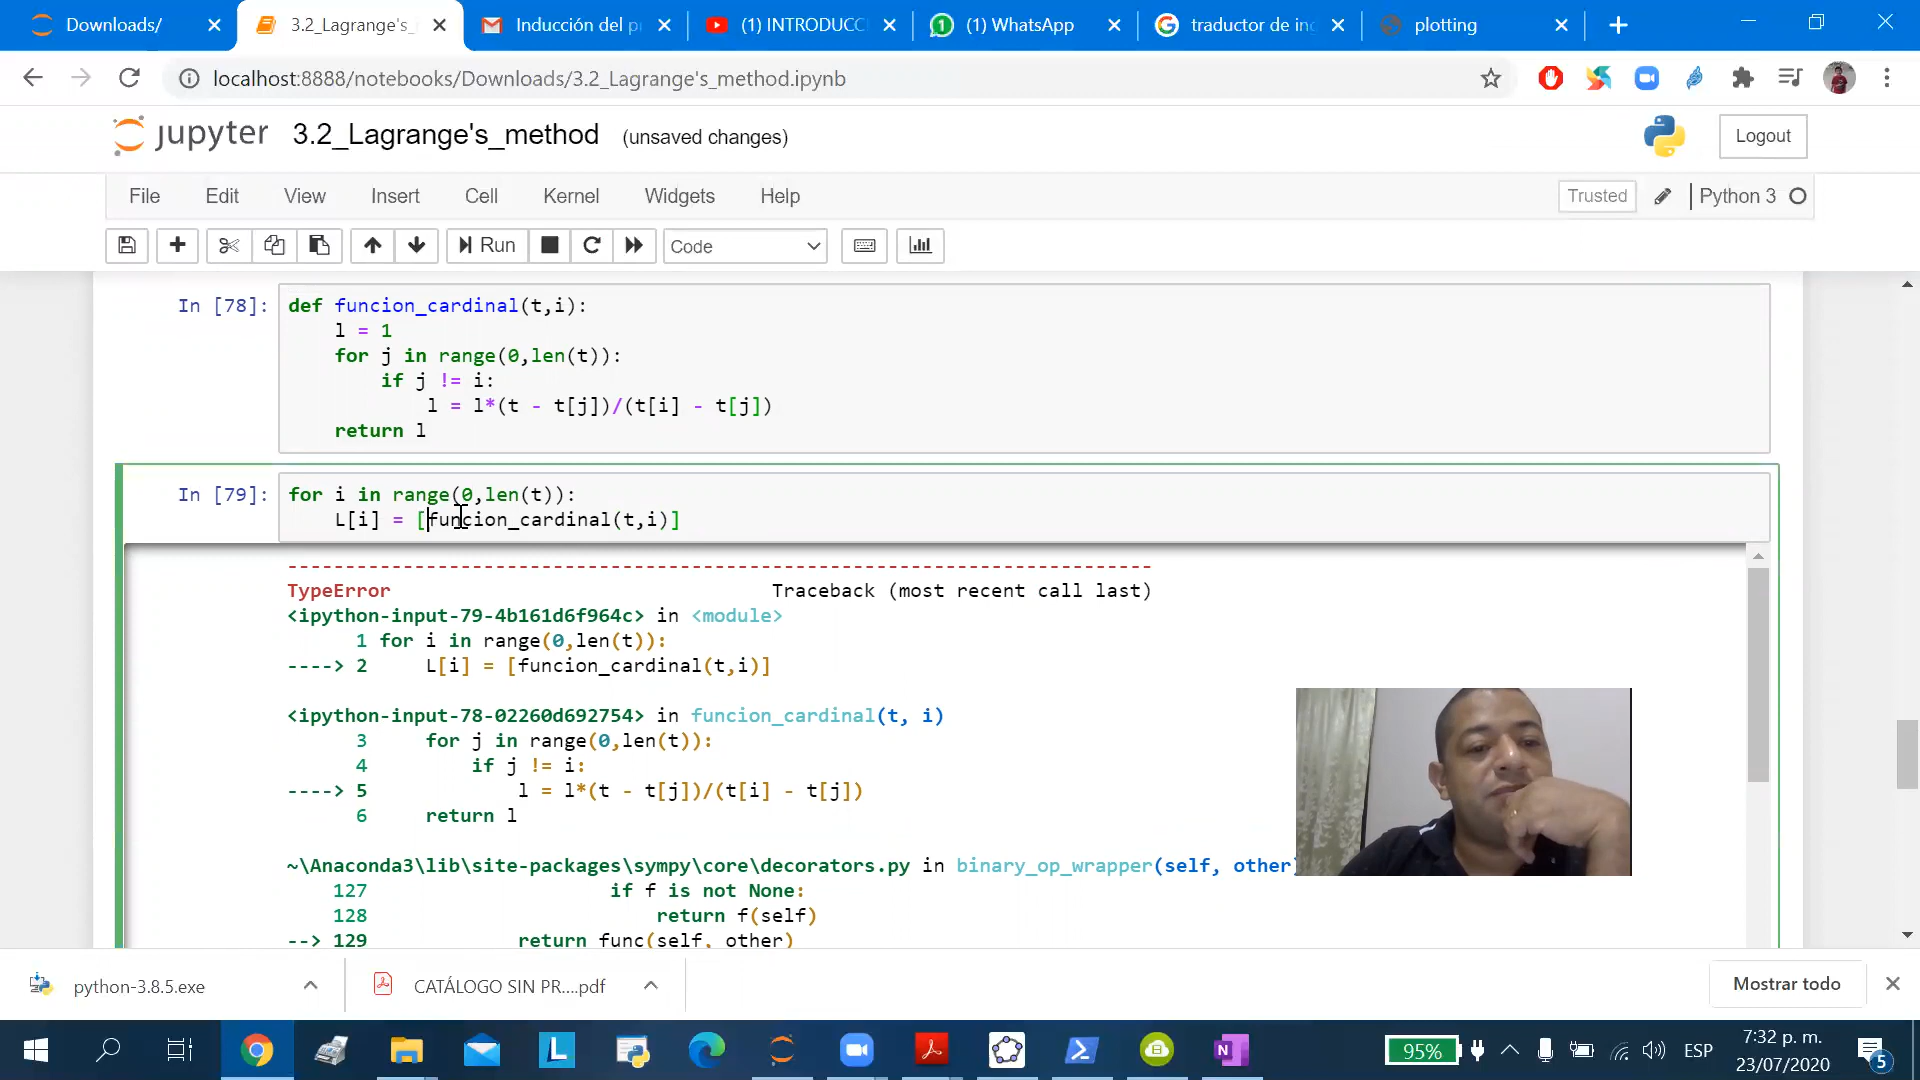 Downloads/
3.2_Lagrange's_
Inducción del p
(1) INTRODUCC
(1) WhatsApp
traductor de in
plotting
localhost:8888/notebooks/Downloads/3.2_Lagrange's_method.ipynb
jupyter 3.2_Lagrange's_method (unsaved changes)
Logout
File Edit View Insert Cell Kernel Widgets Help
Trusted Python 3
Run Code
In [78]: def funcion_cardinal(t,i):
l = 1
for j in range(0,len(t)):
if j != i:
l = l*(t - t[j])/(t[i] - t[j])
return l
In [79]: for i in range(0,len(t)):
L[i] = [funcion_cardinal(t,i)]
---------------------------------------------------------------------------
TypeError Traceback (most recent call last)
<ipython-input-79-4b161d6f964c> in <module>
1 for i in range(0,len(t)):
----> 2 L[i] = [funcion_cardinal(t,i)]
<ipython-input-78-02260d692754> in funcion_cardinal(t, i)
3 for j in range(0,len(t)):
4 if j != i:
----> 5 l = l*(t - t[j])/(t[i] - t[j])
6 return l
~\Anaconda3\lib\site-packages\sympy\core\decorators.py in binary_op_wrapper(self, other)
127 if f is not None:
128 return f(self)
--> 129 return func(self, other)
python-3.8.5.exe
CATÁLOGO SIN PR....pdf
Mostrar todo
95%
ESP
7:32 p. m.
23/07/2020
5